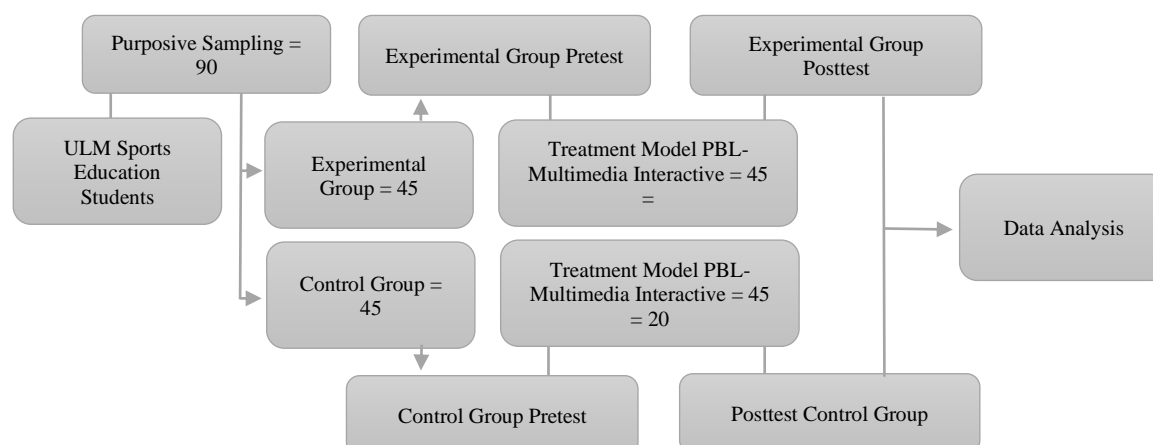 Purposive Sampling =
90
Experimental Group Pretest
Experimental Group
Posttest
ULM Sports
Education
Students
Experimental
Group = 45
Treatment Model PBL-
Multimedia Interactive = 45
=
Data Analysis
Control Group =
45
Treatment Model PBL-
Multimedia Interactive = 45
= 20
Control Group Pretest
Posttest Control Group